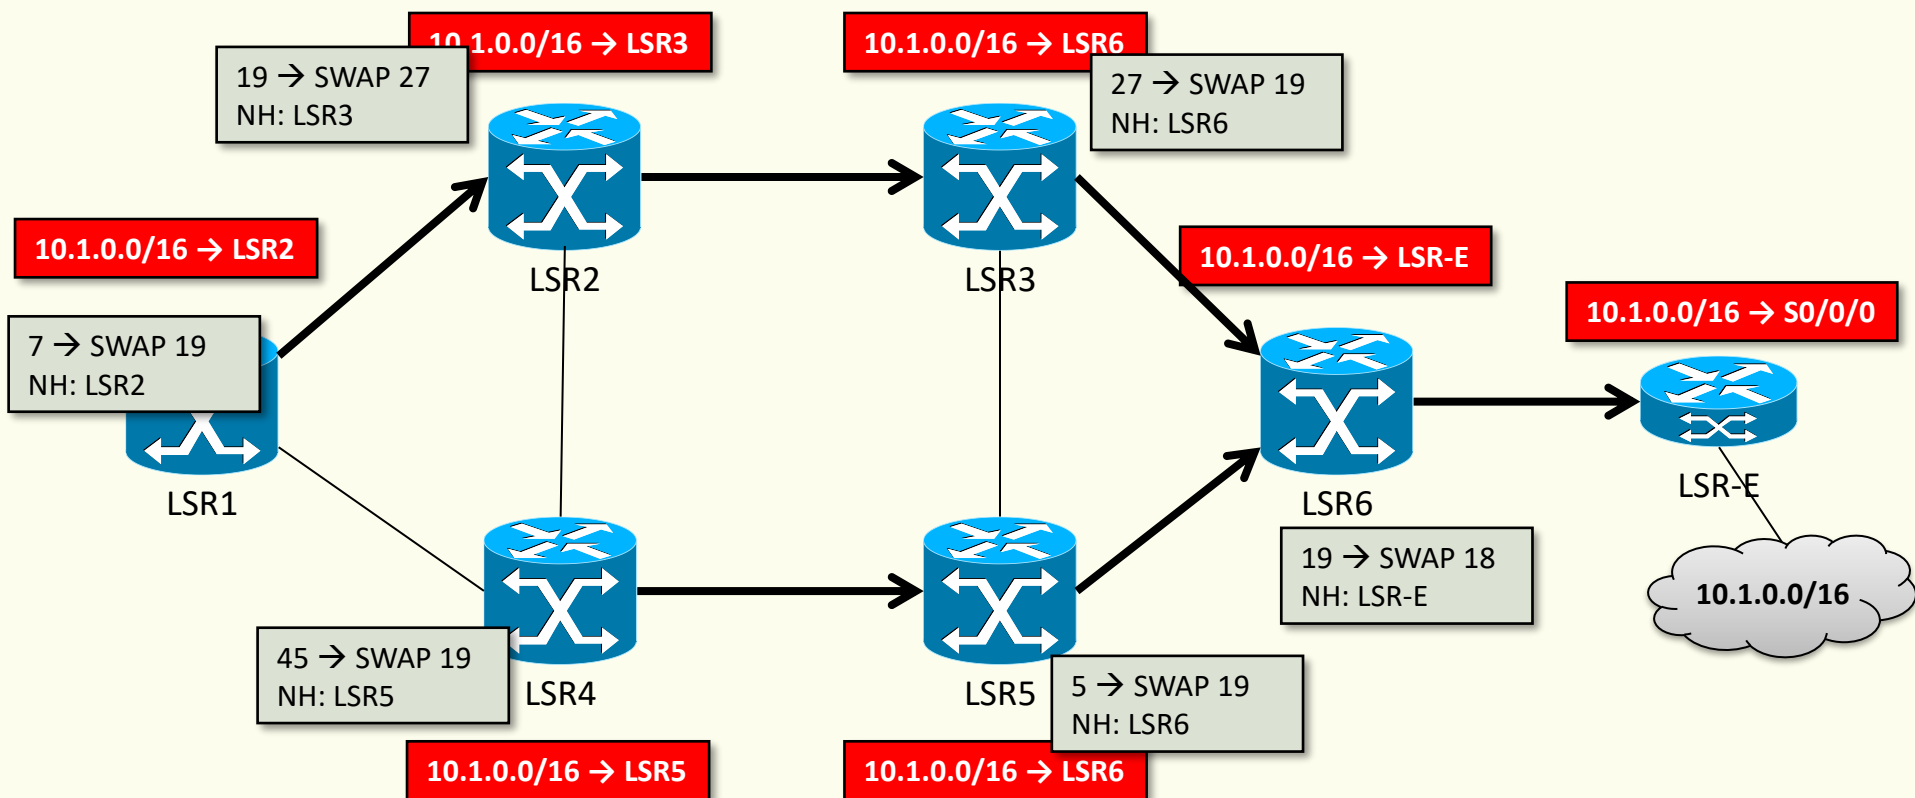 10.1.0.0/16 → LSR3
10.1.0.0/16 → LSR6
19 → SWAP 27
NH: LSR3
27 → SWAP 19
NH: LSR6
10.1.0.0/16 → LSR2
LSR2
LSR3
10.1.0.0/16 → LSR-E
10.1.0.0/16 → S0/0/0
7 → SWAP 19
NH: LSR2
LSR1
LSR6
LSR-E
19 → SWAP 18
NH: LSR-E
10.1.0.0/16
45 → SWAP 19
NH: LSR5
LSR4
LSR5
5 → SWAP 19
NH: LSR6
10.1.0.0/16 → LSR5
10.1.0.0/16 → LSR6